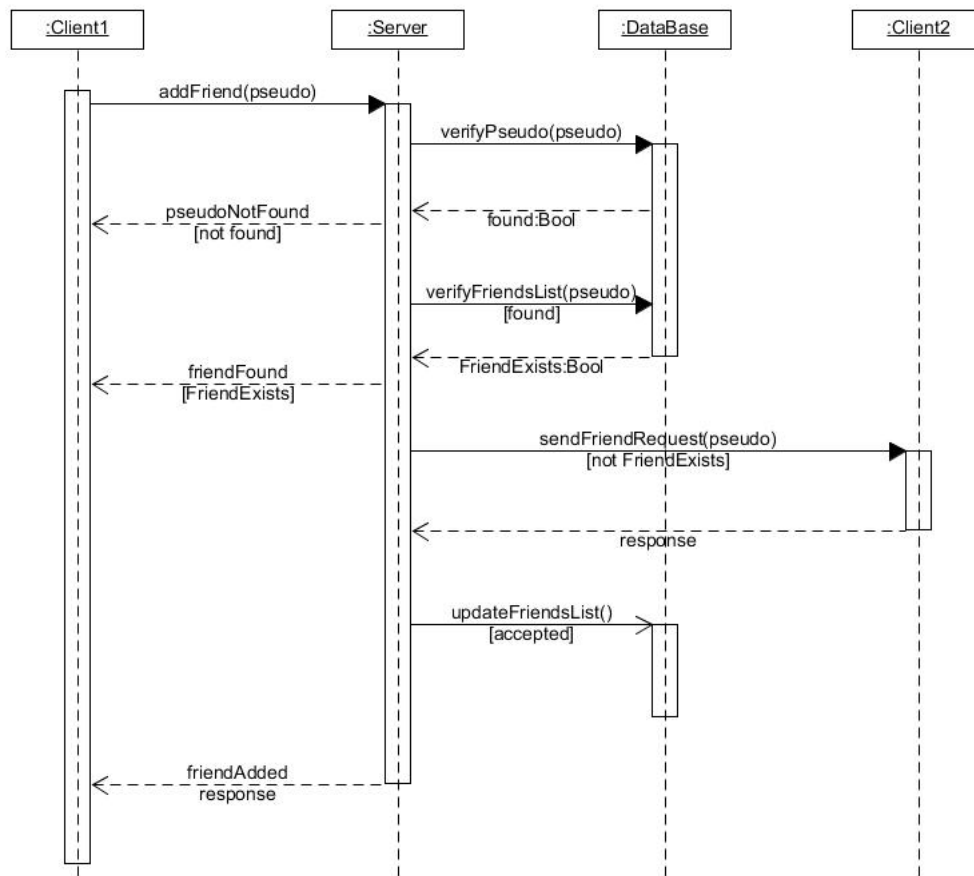 :Client1
:Server
:DataBase
:Client2
addFriend(pseudo)
verifyPseudo(pseudo)
pseudoNotFound
[not found]
found:Bool
verifyFriendsList(pseudo)
[found]
FriendExists:Bool
friendFound
[FriendExists]
sendFriendRequest(pseudo)
[not FriendExists]
response
updateFriendsList()
[accepted]
friendAdded
response